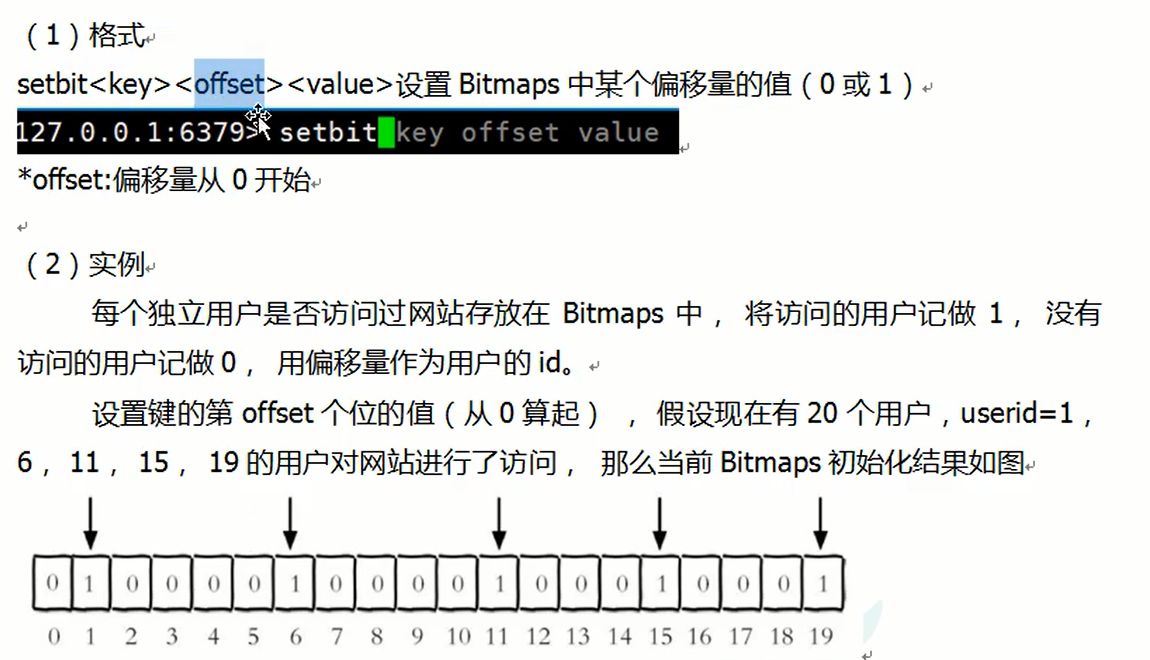 （1）格式
setbit<key><offset><value>设置 Bitmaps 中某个偏移量的值（0 或 1）
127.0.0.1:6379> setbit key offset value
*offset:偏移量从 0 开始
（2）实例
每个独立用户是否访问过网站存放在 Bitmaps 中， 将访问的用户记做 1， 没有
访问的用户记做 0， 用偏移量作为用户的 id。
设置键的第 offset 个位的值（从 0 算起） ， 假设现在有 20 个用户，userid=1，
6， 11， 15， 19 的用户对网站进行了访问， 那么当前 Bitmaps 初始化结果如图
0 1 0 0 0 0 1 0 0 0 0 1 0 0 0 1 0 0 0 1
0 1 2 3 4 5 6 7 8 9 10 11 12 13 14 15 16 17 18 19